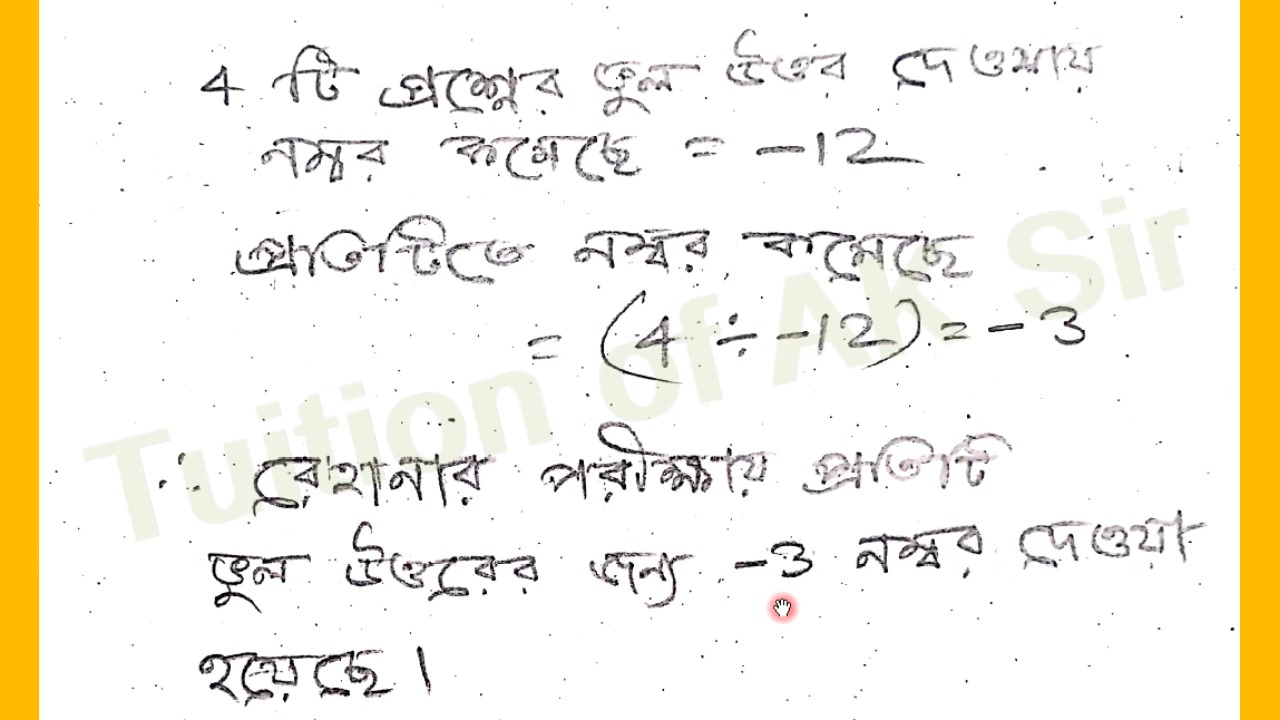 4 টি প্রশ্নের ভুল উত্তর দেওয়ায়
নম্বর কমেছে = -12
প্রতিটিতে নম্বর কমেছে
= (4 ÷ -12) = -3
∴ রেহানার পরীক্ষায় প্রতিটি
ভুল উত্তরের জন্য -3 নম্বর দেওয়া
হয়েছে।
Tuition of AK Sir